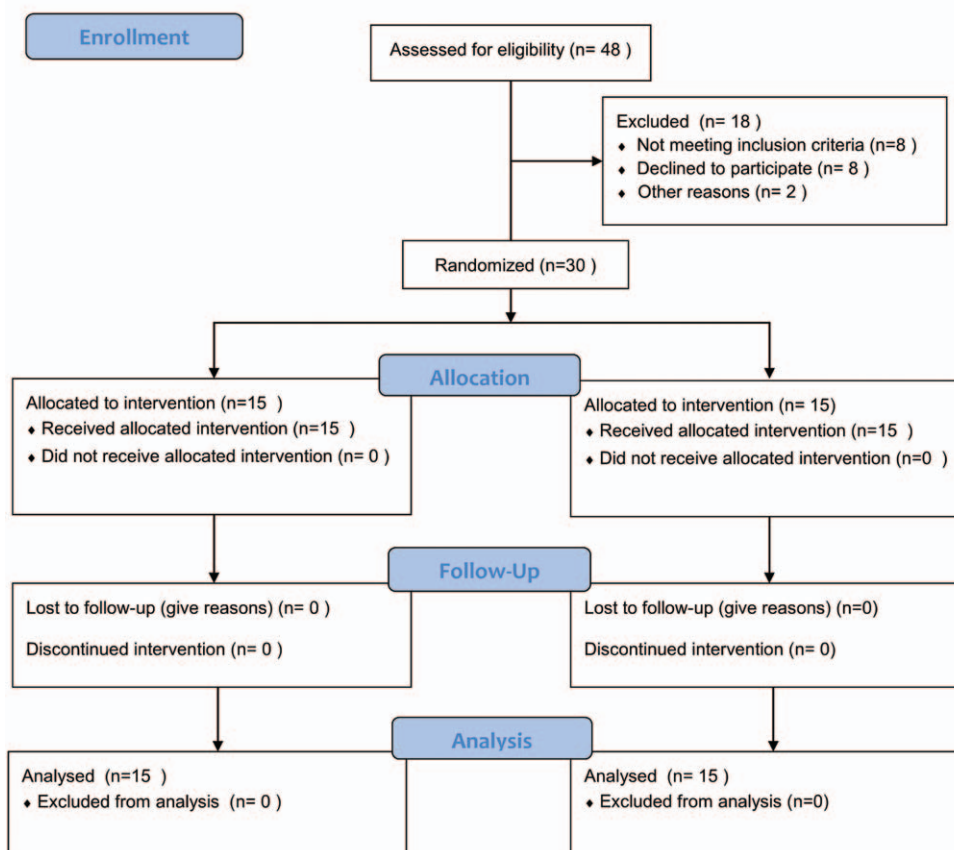 Enrollment
Assessed for eligibility (n= 48 )
Excluded (n= 18 )
♦ Not meeting inclusion criteria (n=8 )
♦ Declined to participate (n= 8 )
♦ Other reasons (n= 2 )
Randomized (n=30 )
Allocation
Allocated to intervention (n=15 )
♦ Received allocated intervention (n=15 )
♦ Did not receive allocated intervention (n= 0 )
Allocated to intervention (n= 15)
♦ Received allocated intervention (n=15 )
♦ Did not receive allocated intervention (n=0 )
Follow-Up
Lost to follow-up (give reasons) (n= 0 )
Discontinued intervention (n= 0 )
Lost to follow-up (give reasons) (n=0)
Discontinued intervention (n= 0)
Analysis
Analysed (n=15 )
♦ Excluded from analysis (n= 0 )
Analysed (n= 15 )
♦ Excluded from analysis (n=0)